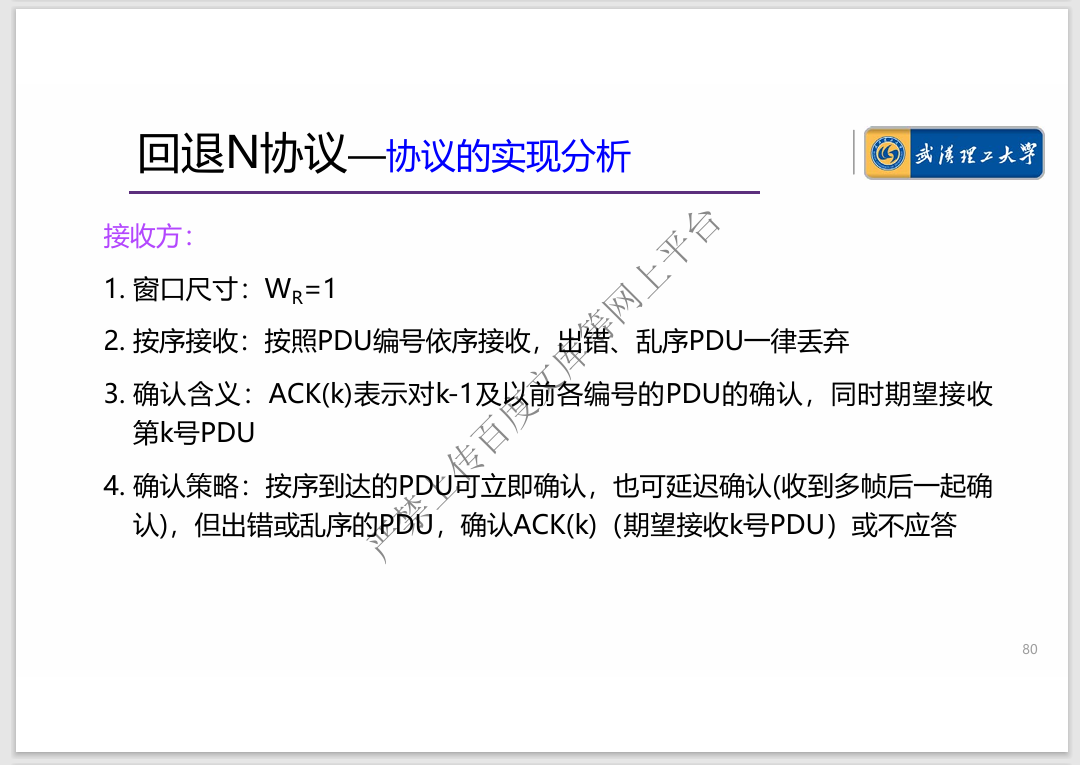 回退N协议—协议的实现分析
武汉理工大学
接收方：
1. 窗口尺寸：WR=1
2. 按序接收：按照PDU编号依序接收，出错、乱序PDU一律丢弃
3. 确认含义：ACK(k)表示对k-1及以前各编号的PDU的确认，同时期望接收
第k号PDU
4. 确认策略：按序到达的PDU可立即确认，也可延迟确认(收到多帧后一起确
认)，但出错或乱序的PDU，确认ACK(k)（期望接收k号PDU）或不应答
严禁上传百度文库等网上平台
80